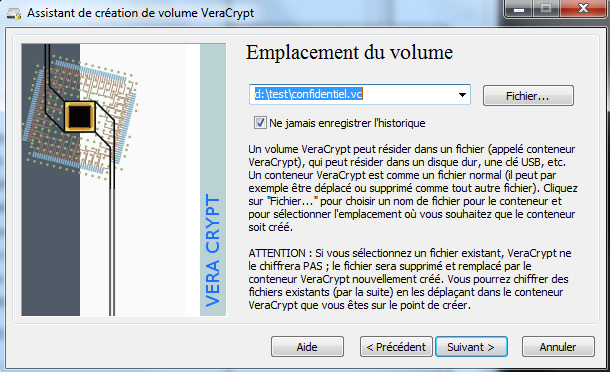 Assistant de création de volume VeraCrypt
Emplacement du volume
d:\test\confidentiel.vc
Fichier...
Ne jamais enregistrer l'historique
Un volume VeraCrypt peut résider dans un fichier (appelé conteneur
VeraCrypt), qui peut résider dans un disque dur, une clé USB, etc.
Un conteneur VeraCrypt est comme un fichier normal (il peut par
exemple être déplacé ou supprimé comme tout autre fichier). Cliquez
sur "Fichier..." pour choisir un nom de fichier pour le conteneur et
pour sélectionner l'emplacement où vous souhaitez que le conteneur
soit créé.
ATTENTION : Si vous sélectionnez un fichier existant, VeraCrypt ne
le chiffrera PAS ; le fichier sera supprimé et remplacé par le
conteneur VeraCrypt nouvellement créé. Vous pourrez chiffrer des
fichiers existants (par la suite) en les déplaçant dans le conteneur
VeraCrypt que vous êtes sur le point de créer.
VERA CRYPT
Aide
< Précédent
Suivant >
Annuler